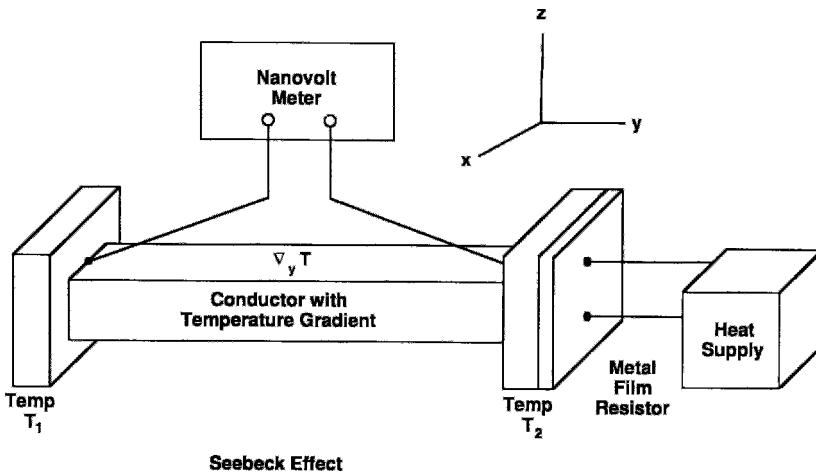 z
Nanovolt
Meter
y
x
∇y T
Conductor with
Temperature Gradient
Heat
Supply
Metal
Film
Resistor
Temp
T1
Temp
T2
Seebeck Effect